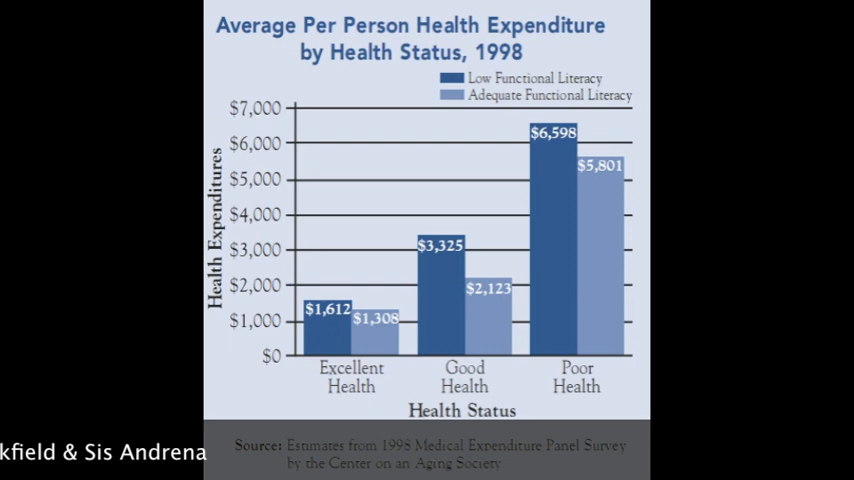 Average Per Person Health Expenditure
by Health Status, 1998
Low Functional Literacy
Adequate Functional Literacy
Health Expenditures
$7,000
$6,000
$5,000
$4,000
$3,000
$2,000
$1,000
$0
$1,612
$1,308
$3,325
$2,123
$6,598
$5,801
Excellent
Health
Good
Health
Poor
Health
Health Status
Source: Estimates from 1998 Medical Expenditure Panel Survey
by the Center on an Aging Society
kfield & Sis Andrena